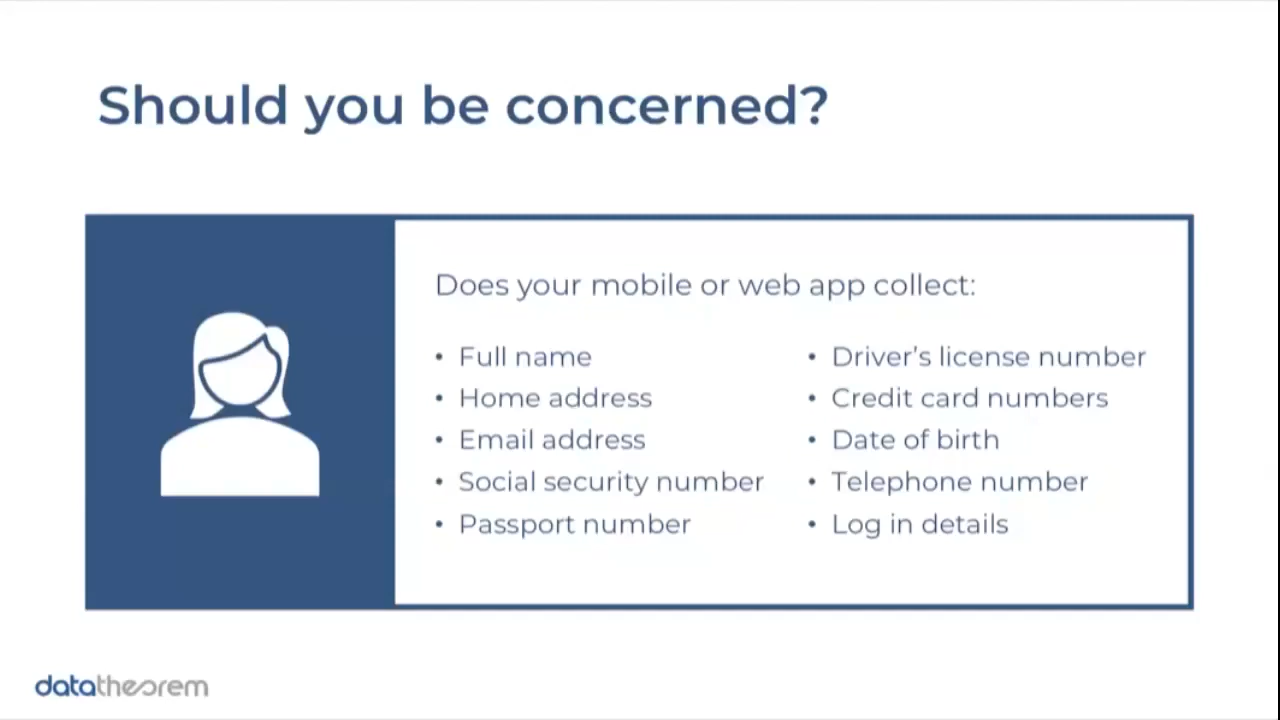 Should you be concerned?
Does your mobile or web app collect:
• Full name
• Home address
• Email address
• Social security number
• Passport number
• Driver’s license number
• Credit card numbers
• Date of birth
• Telephone number
• Log in details
datatheorem